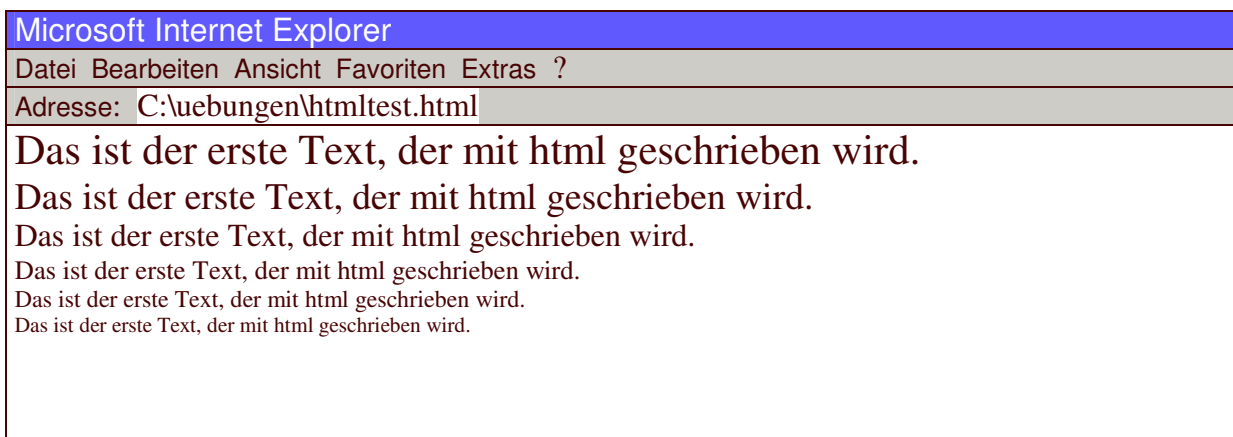 Microsoft Internet Explorer
Datei Bearbeiten Ansicht Favoriten Extras ?
Adresse: C:\uebungen\htmltest.html
Das ist der erste Text, der mit html geschrieben wird.
Das ist der erste Text, der mit html geschrieben wird.
Das ist der erste Text, der mit html geschrieben wird.
Das ist der erste Text, der mit html geschrieben wird.
Das ist der erste Text, der mit html geschrieben wird.
Das ist der erste Text, der mit html geschrieben wird.